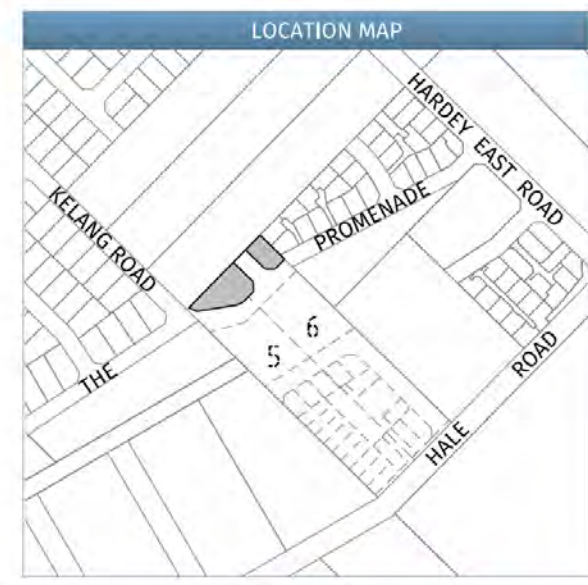 LOCATION MAP
HARDEY EAST ROAD
KELANG ROAD
PROMENADE
6
5
THE
ROAD
HALE